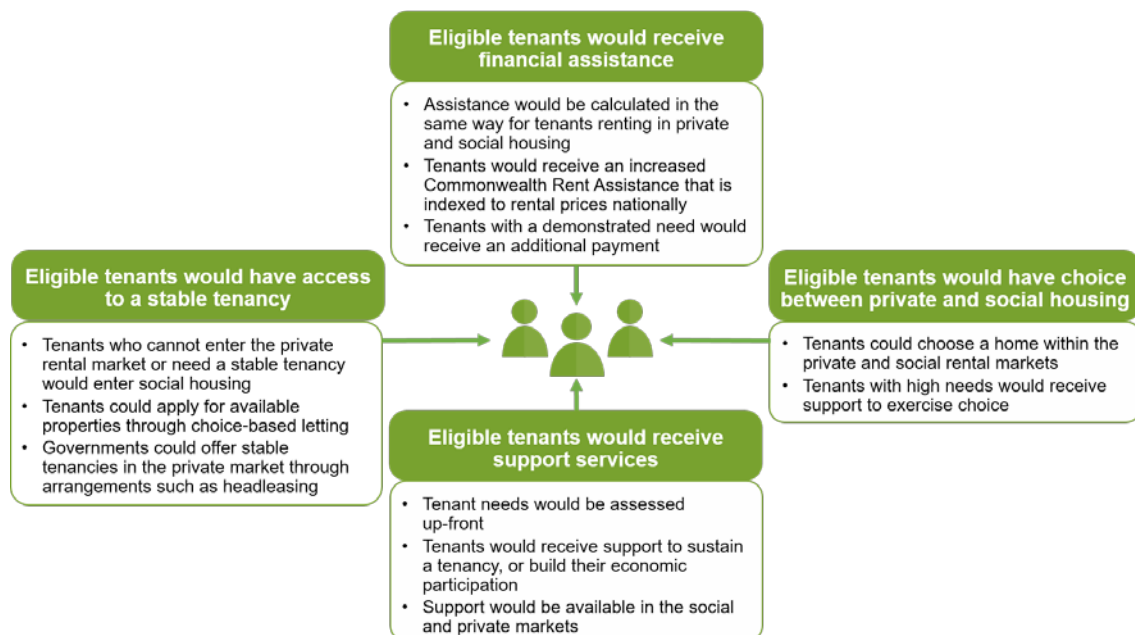 Eligible tenants would receive
financial assistance
• Assistance would be calculated in the
same way for tenants renting in private
and social housing
• Tenants would receive an increased
Commonwealth Rent Assistance that is
indexed to rental prices nationally
• Tenants with a demonstrated need would
receive an additional payment
Eligible tenants would have access
to a stable tenancy
• Tenants who cannot enter the private
rental market or need a stable tenancy
would enter social housing
• Tenants could apply for available
properties through choice-based letting
• Governments could offer stable
tenancies in the private market through
arrangements such as headleasing
Eligible tenants would have choice
between private and social housing
• Tenants could choose a home within the
private and social rental markets
• Tenants with high needs would receive
support to exercise choice
Eligible tenants would receive
support services
• Tenant needs would be assessed
up-front
• Tenants would receive support to sustain
a tenancy, or build their economic
participation
• Support would be available in the social
and private markets